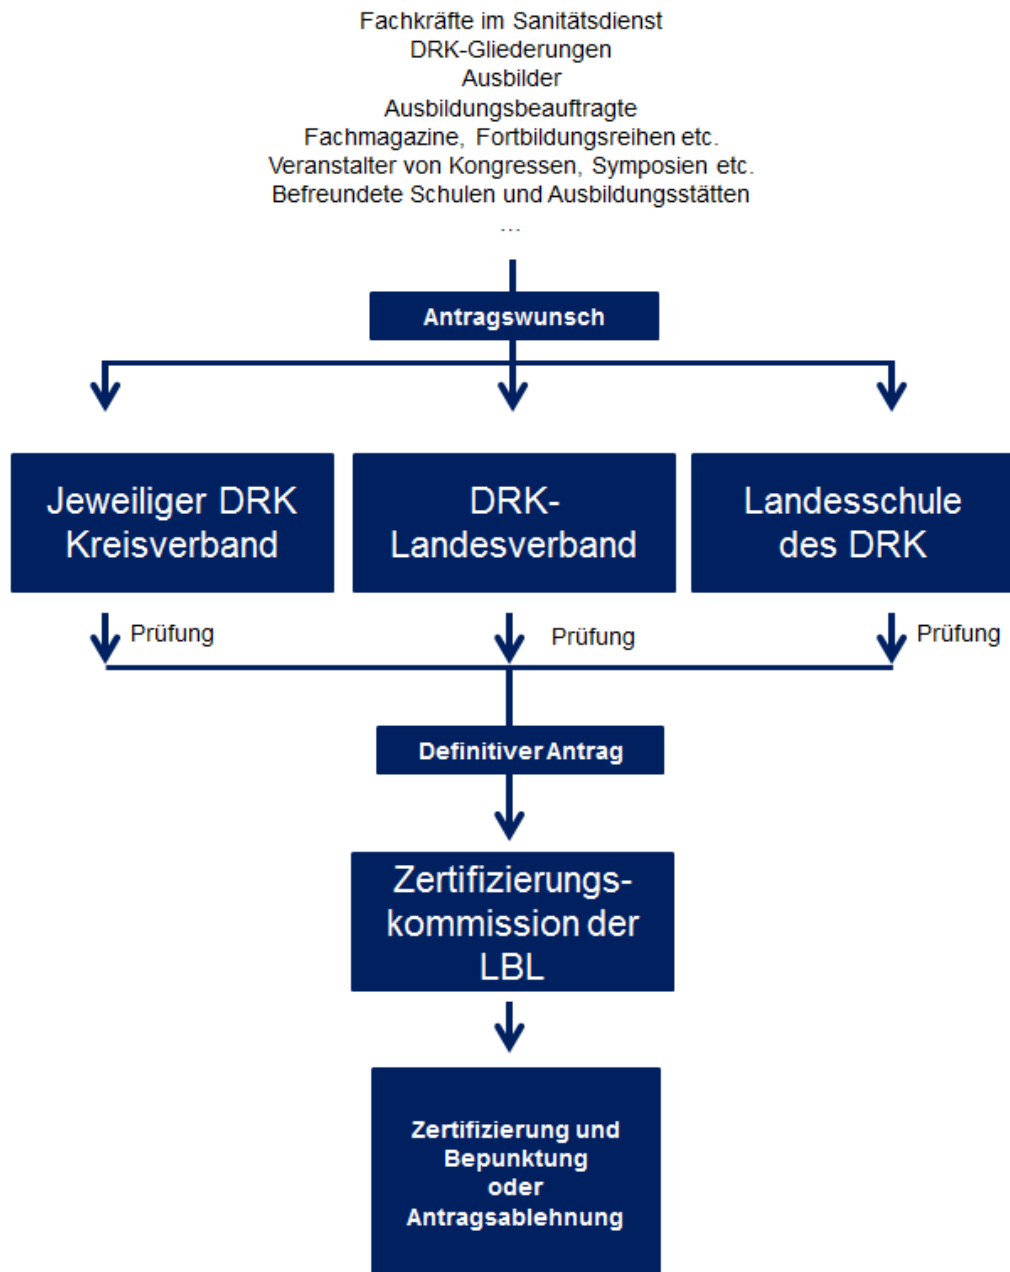 Fachkräfte im Sanitätsdienst
DRK-Gliederungen
Ausbilder
Ausbildungsbeauftragte
Fachmagazine, Fortbildungsreihen etc.
Veranstalter von Kongressen, Symposien etc.
Befreundete Schulen und Ausbildungsstätten
...
Antragswunsch
Jeweiliger DRK
Kreisverband
DRK-
Landesverband
Landesschule
des DRK
Prüfung
Prüfung
Prüfung
Definitiver Antrag
Zertifizierungs-
kommission der
LBL
Zertifizierung und
Bepunktung
oder
Antragsablehnung